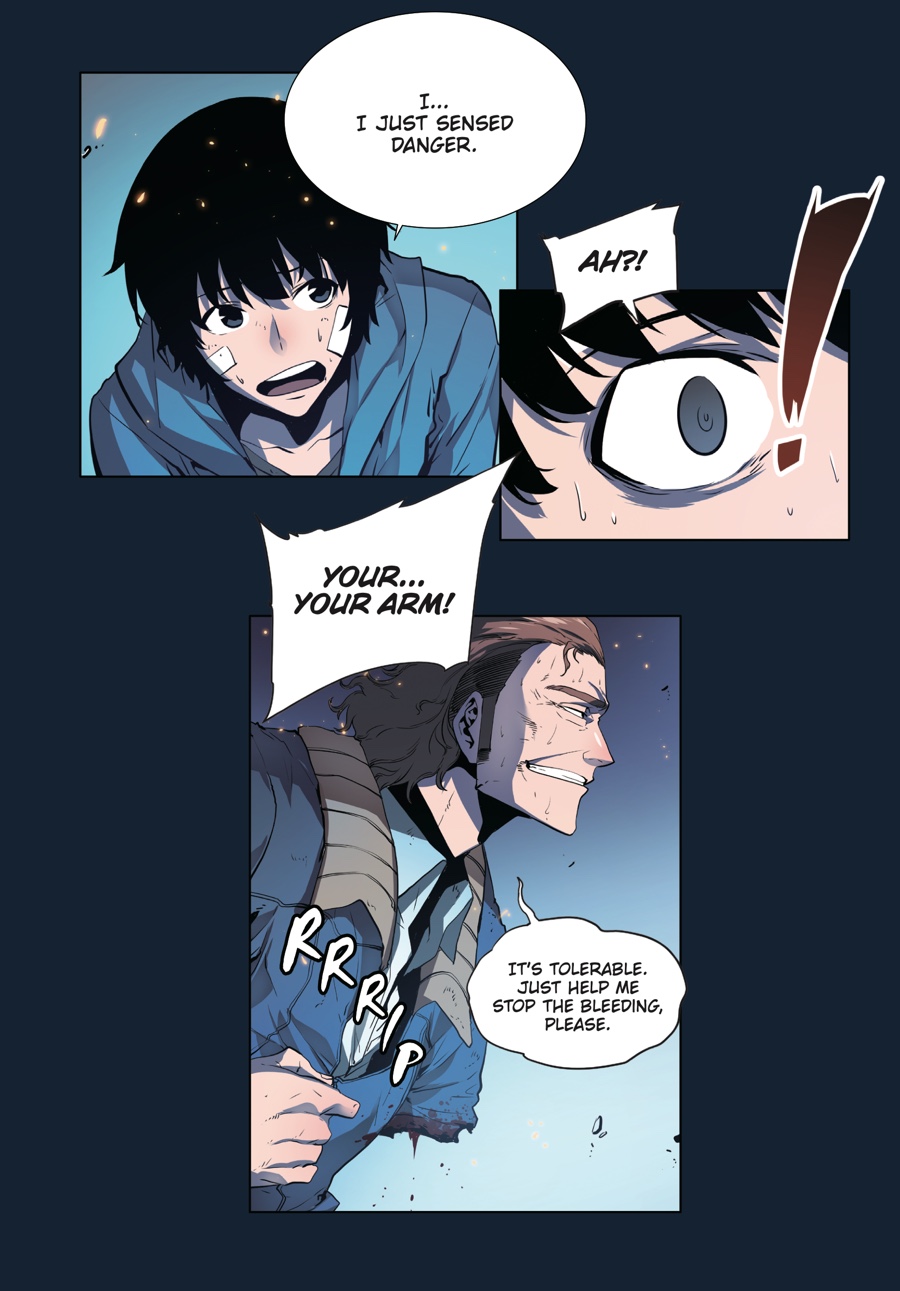 I...
I JUST SENSED
DANGER.
AH?!
!
YOUR...
YOUR ARM!
RRRIP
IT'S TOLERABLE.
JUST HELP ME
STOP THE BLEEDING,
PLEASE.